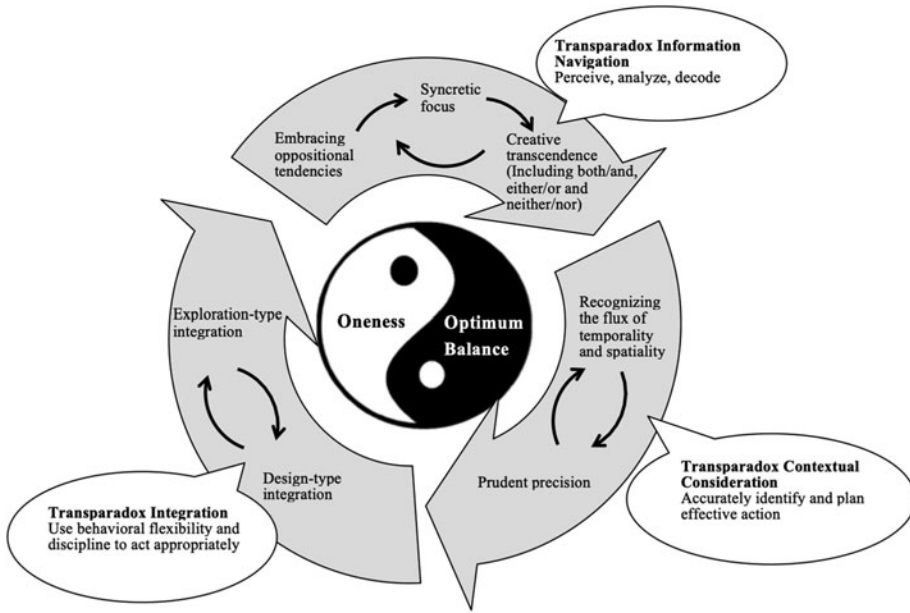 Transparadox Information
Navigation
Perceive, analyze, decode
Syncretic
focus
Embracing
oppositional
tendencies
Creative
transcendence
(Including both/and,
either/or and
neither/nor)
Recognizing
the flux of
temporality
and spatiality
Prudent precision
Transparadox Contextual
Consideration
Accurately identify and plan
effective action
Exploration-type
integration
Design-type
integration
Transparadox Integration
Use behavioral flexibility and
discipline to act appropriately
Oneness
Optimum
Balance